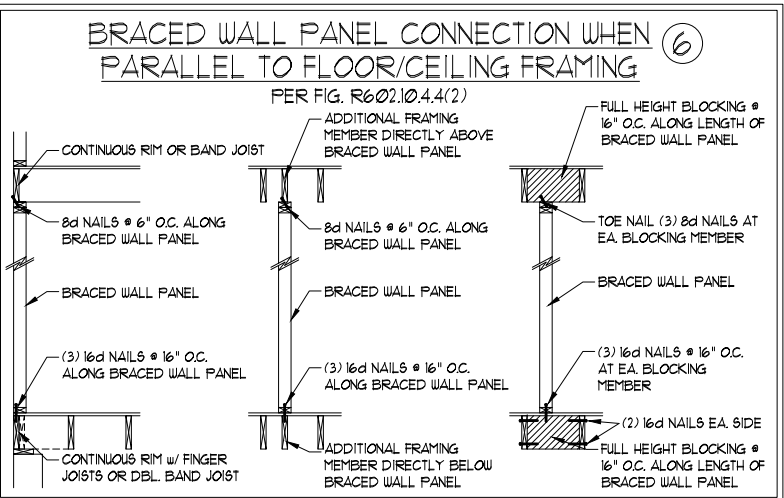 BRACED WALL PANEL CONNECTION WHEN
PARALLEL TO FLOOR/CEILING FRAMING
6
PER FIG. R602.10.4.4(2)
CONTINUOUS RIM OR BAND JOIST
8d NAILS @ 6" O.C. ALONG
BRACED WALL PANEL
BRACED WALL PANEL
(3) 16d NAILS @ 16" O.C.
ALONG BRACED WALL PANEL
CONTINUOUS RIM w/ FINGER
JOISTS OR DBL. BAND JOIST
ADDITIONAL FRAMING
MEMBER DIRECTLY ABOVE
BRACED WALL PANEL
8d NAILS @ 6" O.C. ALONG
BRACED WALL PANEL
BRACED WALL PANEL
(3) 16d NAILS @ 16" O.C.
ALONG BRACED WALL PANEL
ADDITIONAL FRAMING
MEMBER DIRECTLY BELOW
BRACED WALL PANEL
FULL HEIGHT BLOCKING @
16" O.C. ALONG LENGTH OF
BRACED WALL PANEL
TOE NAIL (3) 8d NAILS AT
EA. BLOCKING MEMBER
BRACED WALL PANEL
(3) 16d NAILS @ 16" O.C.
AT EA. BLOCKING
MEMBER
(2) 16d NAILS EA. SIDE
FULL HEIGHT BLOCKING @
16" O.C. ALONG LENGTH OF
BRACED WALL PANEL